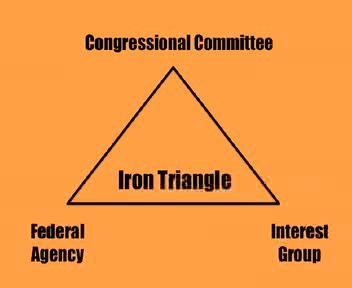 Congressional Committee
Iron Triangle
Federal
Agency
Interest
Group